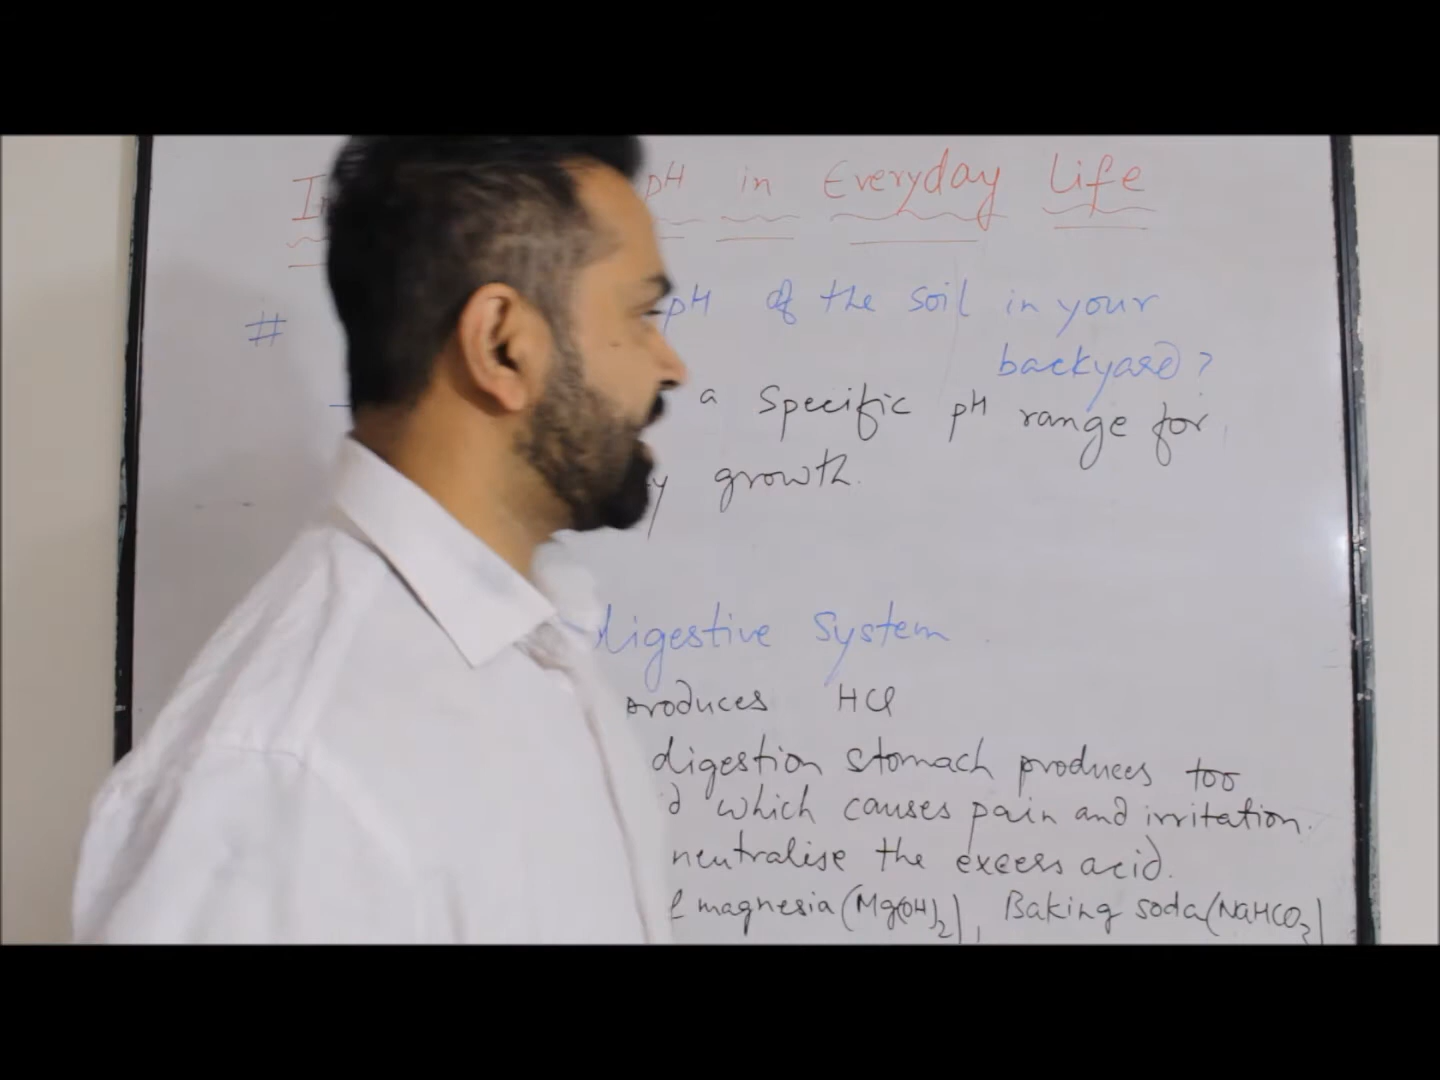 pH in Everyday Life
# pH of the soil in your
backyard?
a specific pH range for
growth.
digestive system
produces HCl
digestion stomach produces too
which causes pain and irritation.
neutralise the excess acid.
magnesia (Mg(OH)2), Baking soda (NaHCO3)